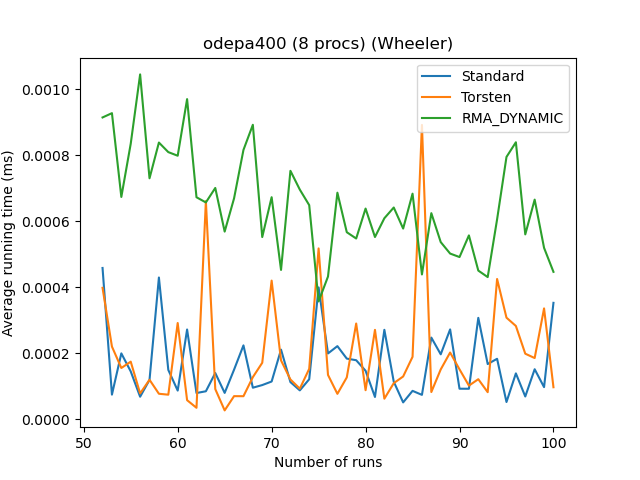 odepa400 (8 procs) (Wheeler)
Standard
Torsten
RMA_DYNAMIC
Average running time (ms)
0.0010
0.0008
0.0006
0.0004
0.0002
0.0000
50
60
70
80
90
100
Number of runs